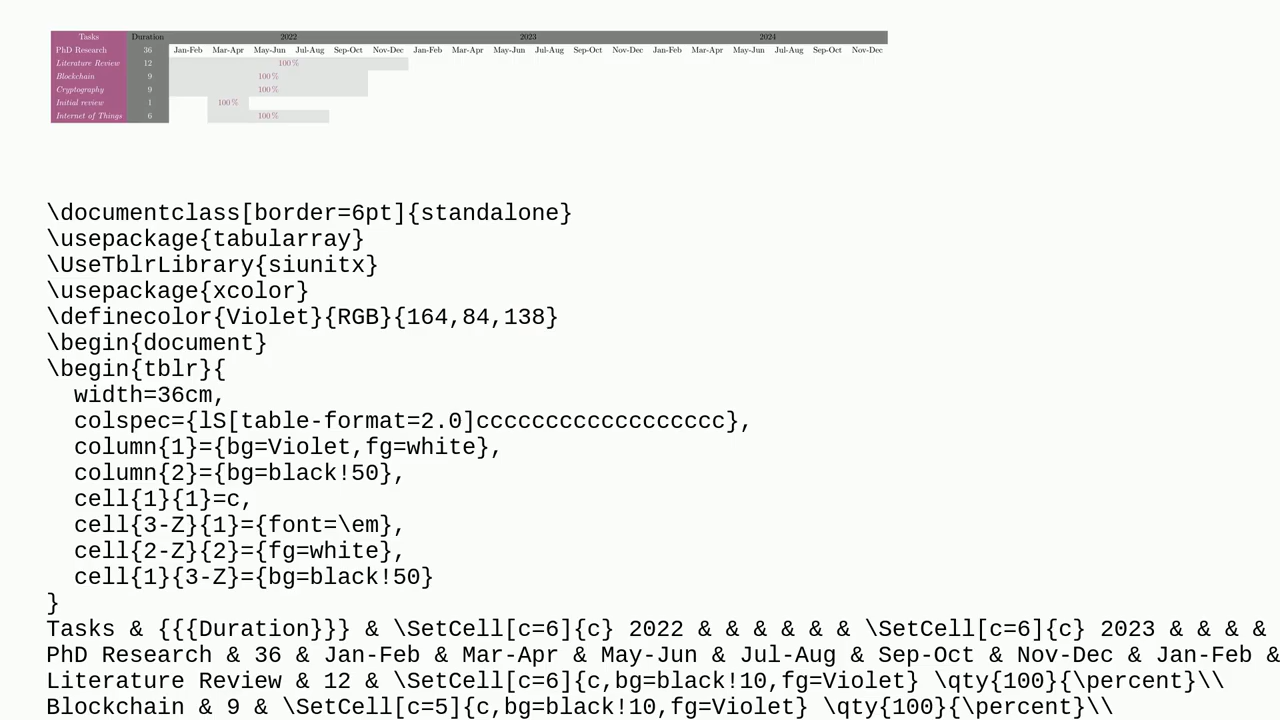 Tasks Duration 2022 2023 2024
PhD Research 36 Jan-Feb Mar-Apr May-Jun Jul-Aug Sep-Oct Nov-Dec Jan-Feb Mar-Apr May-Jun Jul-Aug Sep-Oct Nov-Dec Jan-Feb Mar-Apr May-Jun Jul-Aug Sep-Oct Nov-Dec
Literature Review 12 100 %
Blockchain 9 100 %
Cryptography 9 100 %
Initial review 1 100 %
Internet of Things 6 100 %
\documentclass[border=6pt]{standalone}
\usepackage{tabularray}
\UseTblrLibrary{siunitx}
\usepackage{xcolor}
\definecolor{Violet}{RGB}{164,84,138}
\begin{document}
\begin{tblr}{
  width=36cm,
  colspec={lS[table-format=2.0]cccccccccccccccccc},
  column{1}={bg=Violet,fg=white},
  column{2}={bg=black!50},
  cell{1}{1}=c,
  cell{3-Z}{1}={font=\em},
  cell{2-Z}{2}={fg=white},
  cell{1}{3-Z}={bg=black!50}
}
Tasks & {{{Duration}}} & \SetCell[c=6]{c} 2022 & & & & & & \SetCell[c=6]{c} 2023 & & & &
PhD Research & 36 & Jan-Feb & Mar-Apr & May-Jun & Jul-Aug & Sep-Oct & Nov-Dec & Jan-Feb &
Literature Review & 12 & \SetCell[c=6]{c,bg=black!10,fg=Violet} \qty{100}{\percent}\\
Blockchain & 9 & \SetCell[c=5]{c,bg=black!10,fg=Violet} \qty{100}{\percent}\\